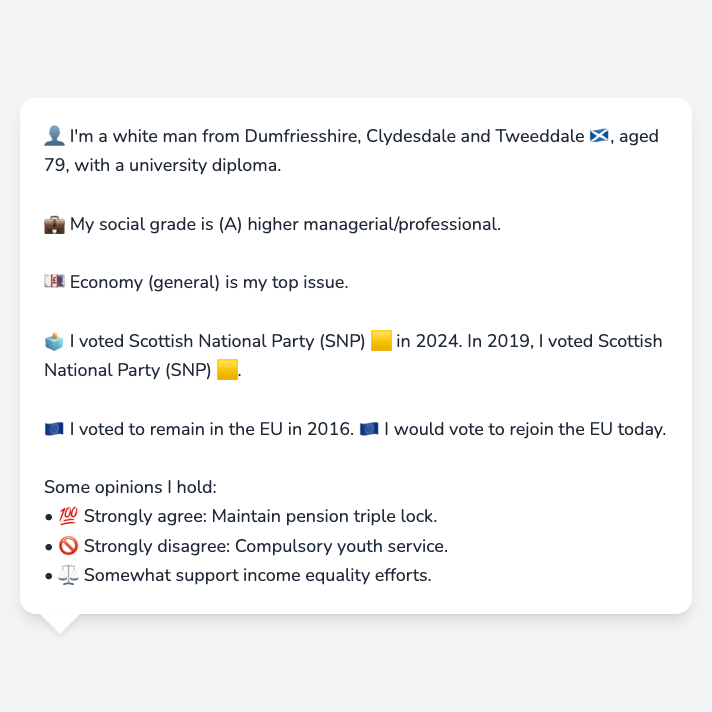 👤 I'm a white man from Dumfriesshire, Clydesdale and Tweeddale 🏴󠁧󠁢󠁳󠁣󠁴󠁿, aged
79, with a university diploma.
💼 My social grade is (A) higher managerial/professional.
💷 Economy (general) is my top issue.
🗳️ I voted Scottish National Party (SNP) 🟨 in 2024. In 2019, I voted Scottish
National Party (SNP) 🟨.
🇪🇺 I voted to remain in the EU in 2016. 🇪🇺 I would vote to rejoin the EU today.
Some opinions I hold:
• 💯 Strongly agree: Maintain pension triple lock.
• 🚫 Strongly disagree: Compulsory youth service.
• ⚖️ Somewhat support income equality efforts.